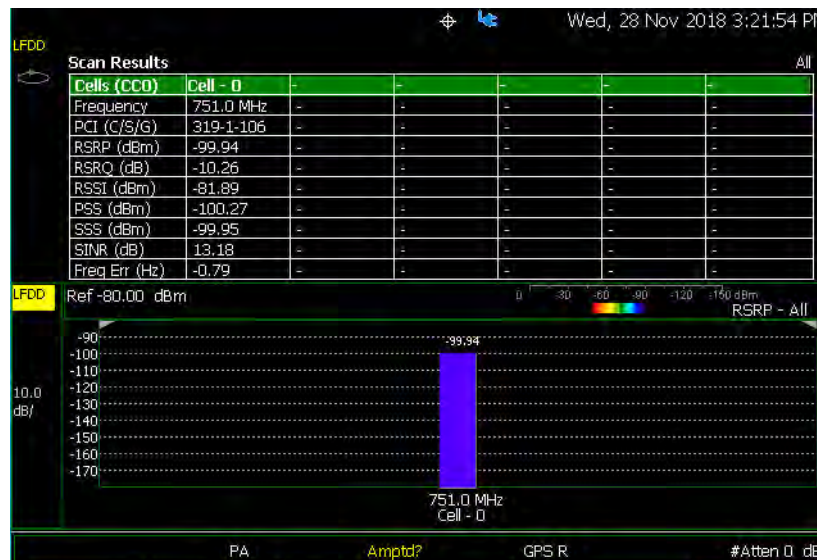 Wed, 28 Nov 2018 3:21:54 P
LFDD
Scan Results All
Cells (CC0) Cell - 0 - - - - -
Frequency 751.0 MHz - - - - -
PCI (C/S/G) 319-1-106 - - - - -
RSRP (dBm) -99.94 - - - - -
RSRQ (dB) -10.26 - - - - -
RSSI (dBm) -81.89 - - - - -
PSS (dBm) -100.27 - - - - -
SSS (dBm) -99.95 - - - - -
SINR (dB) 13.18 - - - - -
Freq Err (Hz) -0.79 - - - - -
LFDD Ref -80.00 dBm 0 -30 -60 -90 -120 -150 dBm
RSRP - All
-90
-99.94
-100
-110
-120
10.0
dB/
-130
-140
-150
-160
-170
751.0 MHz
Cell - 0
PA Amptd? GPS R #Atten 0 dB